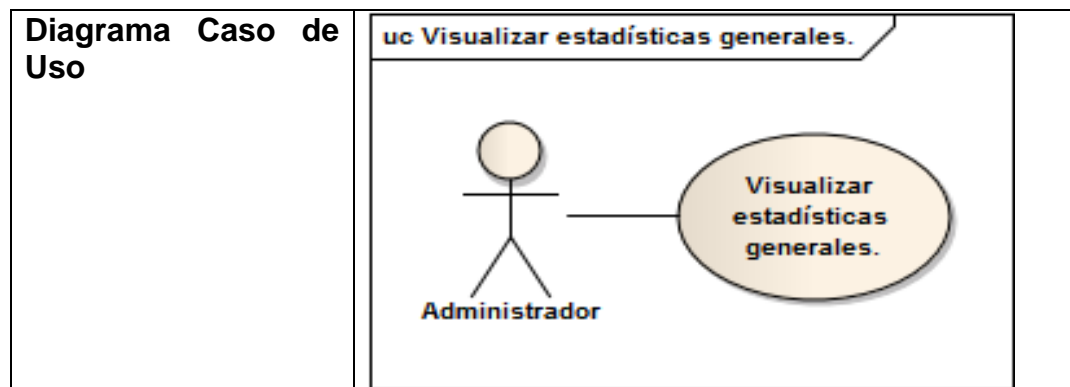 Diagrama Caso de
Uso
uc Visualizar estadísticas generales.
Visualizar
estadísticas
generales.
Administrador